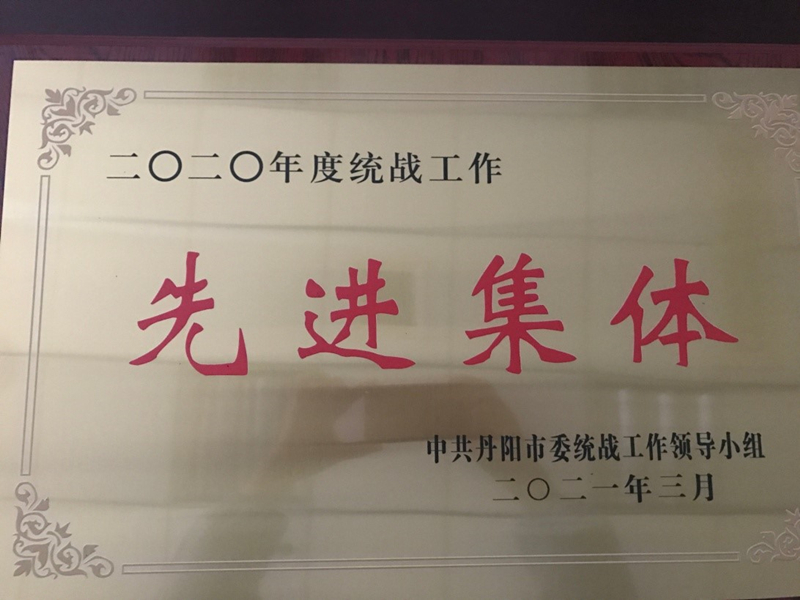 二〇二〇年度统战工作
先进集体
中共丹阳市委统战工作领导小组
二〇二一年三月